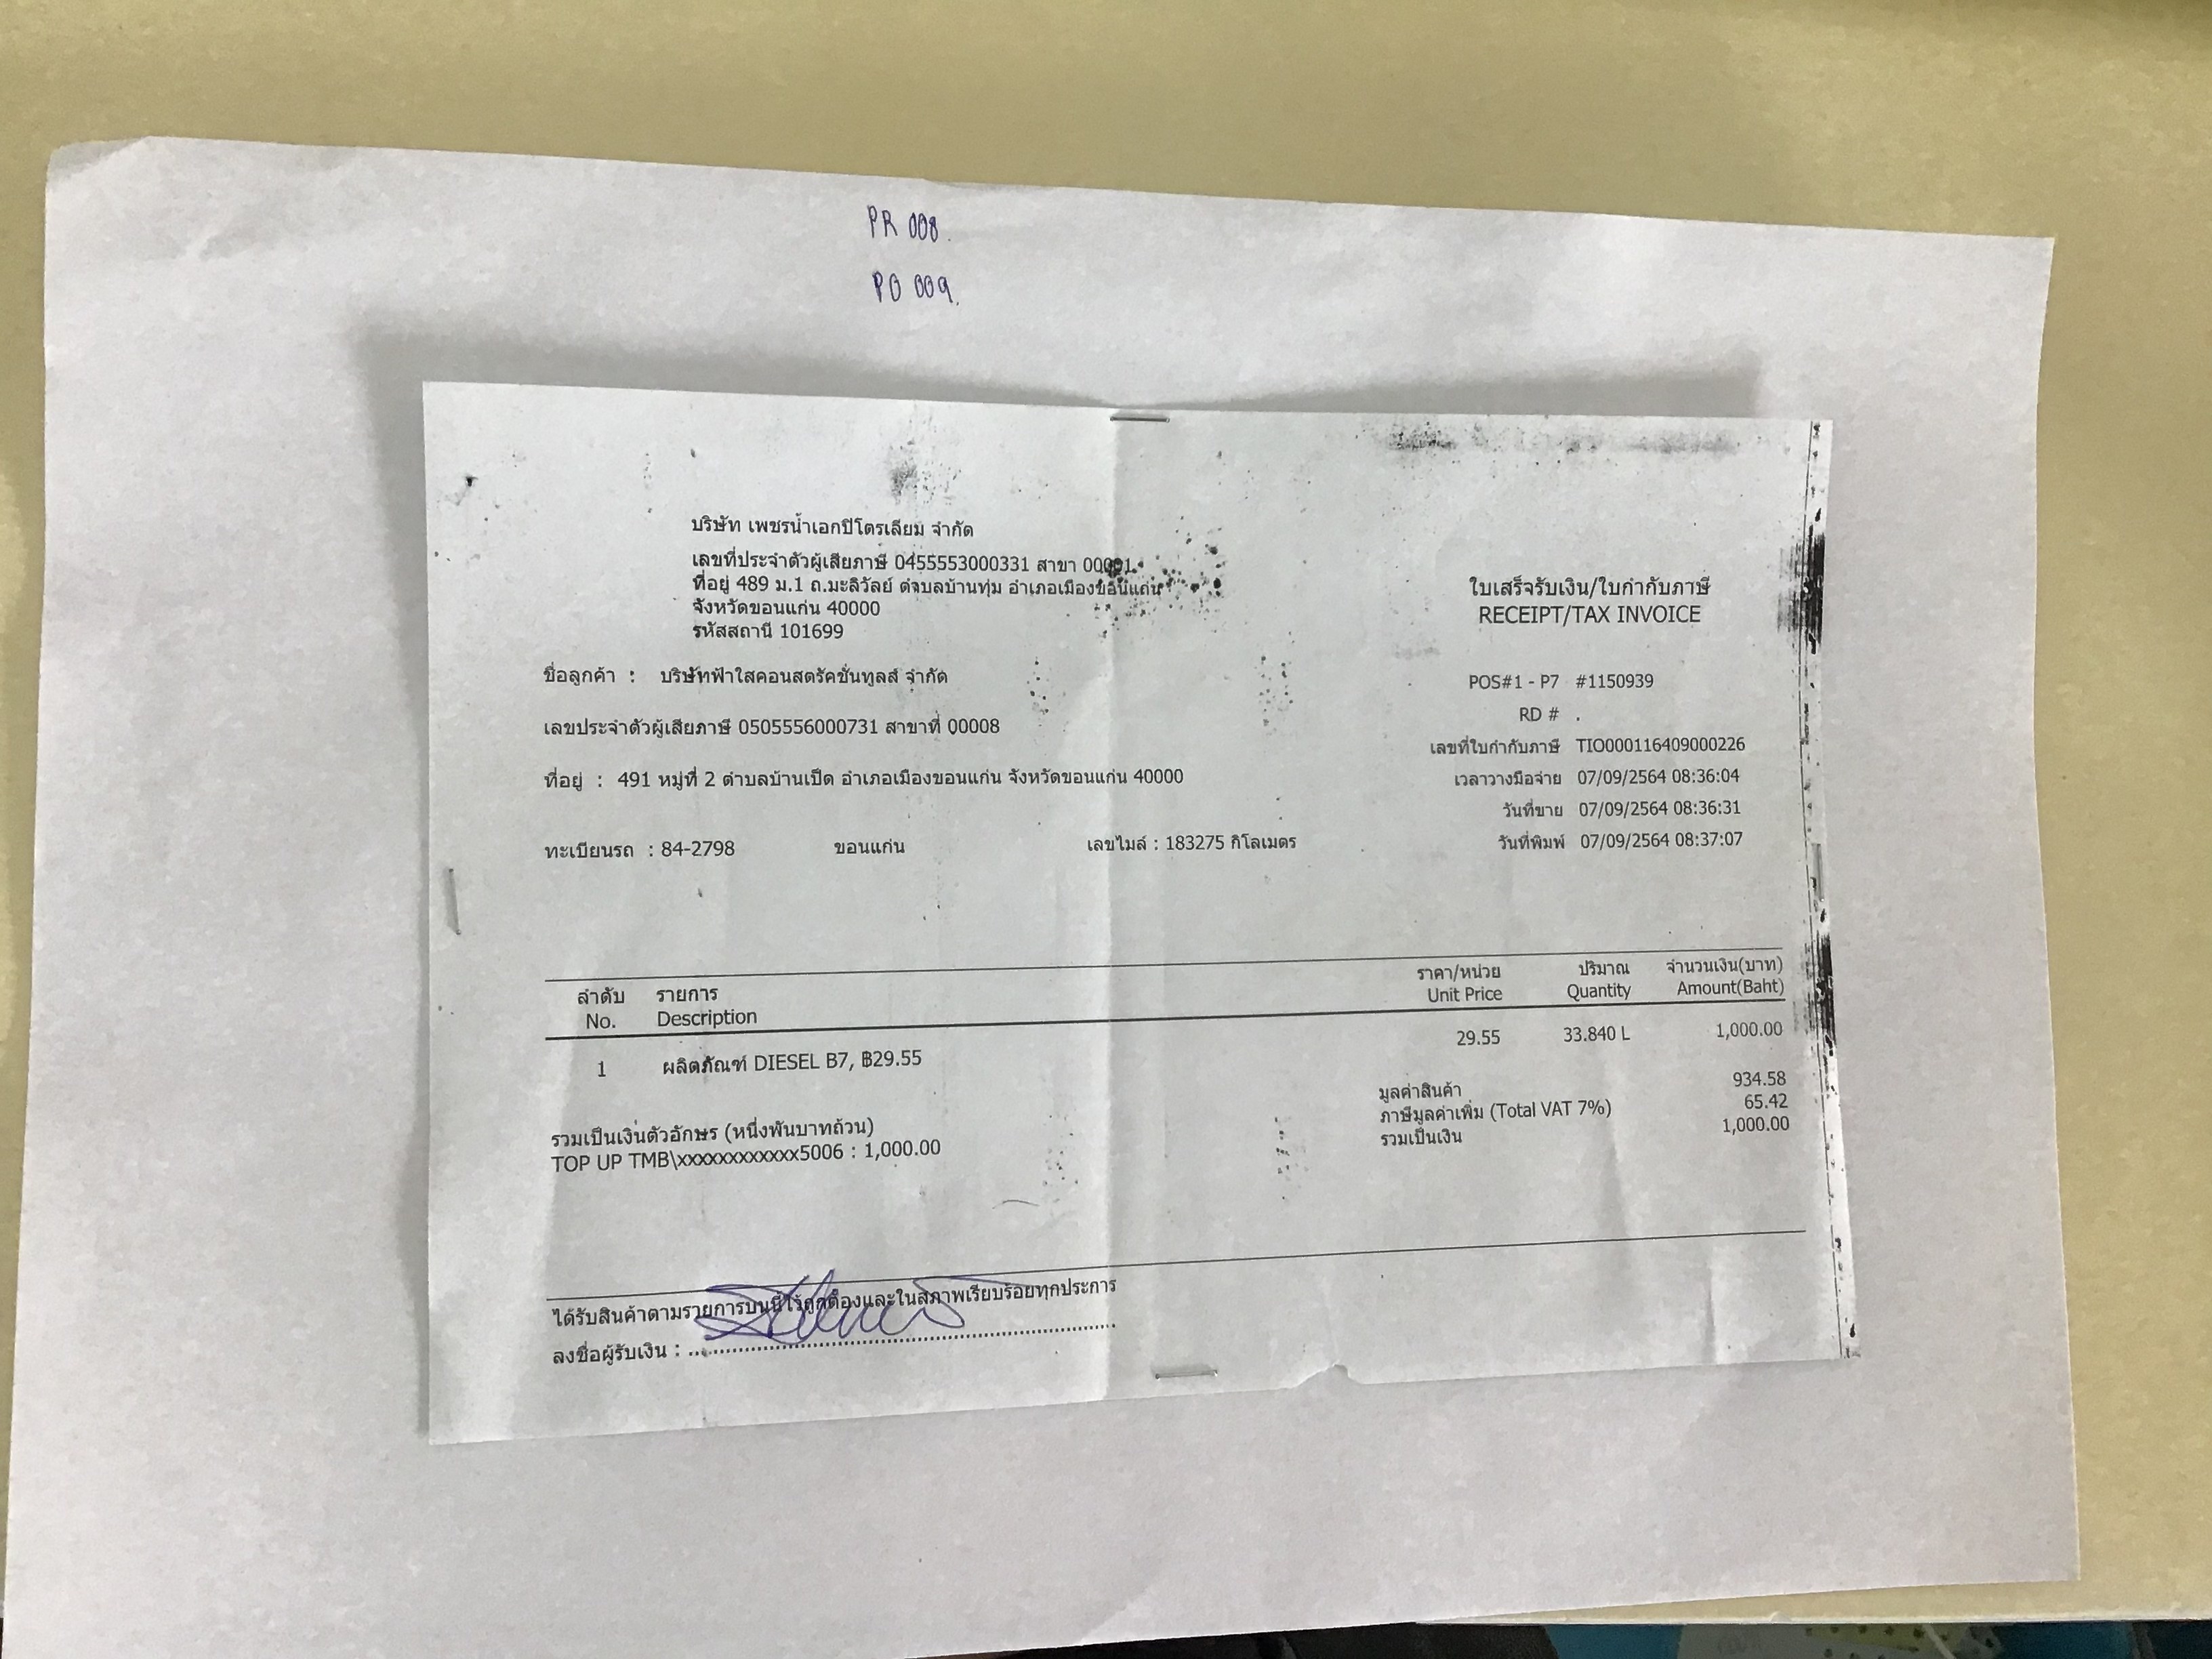 PR 008
PO 009
ใบเสร็จรับเงิน/ใบกำกับภาษี
RECEIPT/TAX INVOICE
บริษัท เพชรน้ำเอกปิโตรเลียม จำกัด
เลขที่ประจำตัวผู้เสียภาษี 0455553000331 สาขา 00001
ที่อยู่ 489 ม.1 ถ.มะลิวัลย์ ตำบลบ้านทุ่ม อำเภอเมืองขอนแก่น
จังหวัดขอนแก่น 40000
รหัสสถานี 101699
POS#1 - P7 #1150939
RD # .
ชื่อลูกค้า : บริษัทฟ้าใสคอนสตรัคชั่นทูลส์ จำกัด
เลขประจำตัวผู้เสียภาษี 0505556000731 สาขาที่ 00008
เลขที่ใบกำกับภาษี TIO000116409000226
ที่อยู่ : 491 หมู่ที่ 2 ตำบลบ้านเป็ด อำเภอเมืองขอนแก่น จังหวัดขอนแก่น 40000
เวลาวางมือจ่าย 07/09/2564 08:36:04
วันที่ขาย 07/09/2564 08:36:31
ทะเบียนรถ : 84-2798 ขอนแก่น เลขไมล์ : 183275 กิโลเมตร
วันที่พิมพ์ 07/09/2564 08:37:07
ลำดับ รายการ ราคา/หน่วย ปริมาณ จำนวนเงิน(บาท)
No. Description Unit Price Quantity Amount(Baht)
1 ผลิตภัณฑ์ DIESEL B7, ฿29.55 29.55 33.840 L 1,000.00
มูลค่าสินค้า 934.58
ภาษีมูลค่าเพิ่ม (Total VAT 7%) 65.42
รวมเป็นเงินตัวอักษร (หนึ่งพันบาทถ้วน) รวมเป็นเงิน 1,000.00
TOP UP TMB\xxxxxxxxxxxx5006 : 1,000.00
ได้รับสินค้าตามรายการบนนี้ไว้ถูกต้องและในสภาพเรียบร้อยทุกประการ
ลงชื่อผู้รับเงิน :